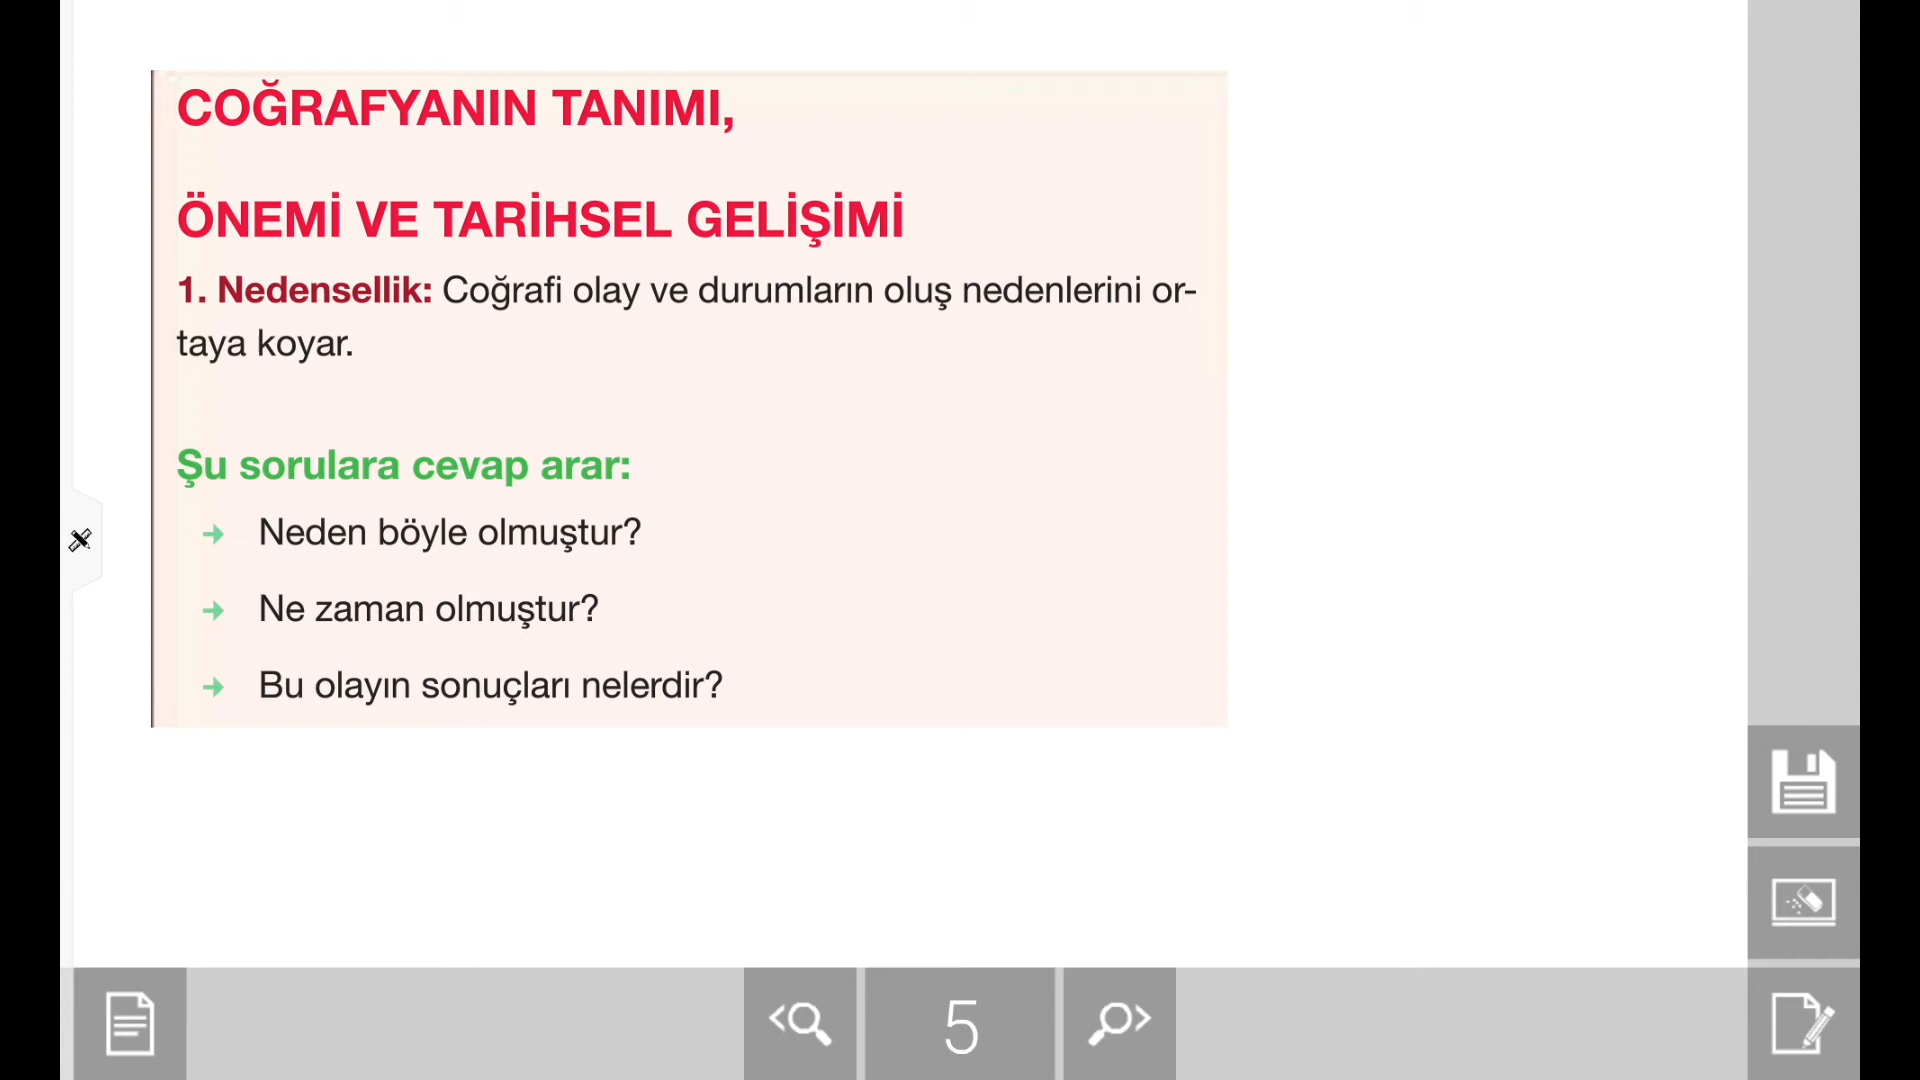 COĞRAFYANIN TANIMI,
ÖNEMİ VE TARİHSEL GELİŞİMİ
1. Nedensellik: Coğrafi olay ve durumların oluş nedenlerini or-
taya koyar.
Şu sorulara cevap arar:
→ Neden böyle olmuştur?
→ Ne zaman olmuştur?
→ Bu olayın sonuçları nelerdir?
5